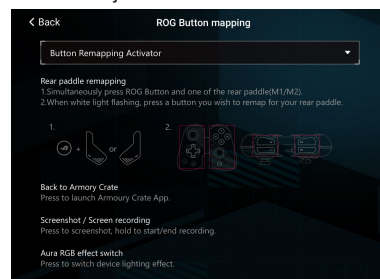 Back
ROG Button mapping
Button Remapping Activator
Rear paddle remapping
1.Simultaneously press ROG Button and one of the rear paddle(M1/M2).
2.When white light flashing, press a button you wish to remap for your rear paddle.
1.
2.
+
or
Back to Armory Crate
Press to launch Armoury Crate App.
Screenshot / Screen recording
Press to screenshot, hold to start/end recording.
Aura RGB effect switch
Press to switch device lighting effect.